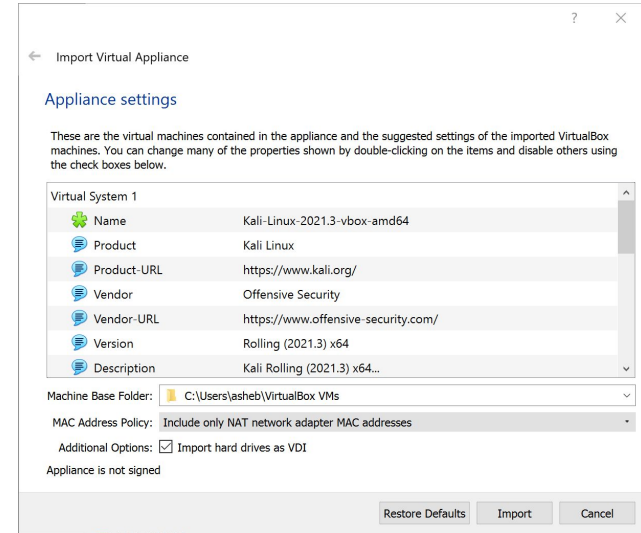 ?
Import Virtual Appliance
Appliance settings
These are the virtual machines contained in the appliance and the suggested settings of the imported VirtualBox
machines. You can change many of the properties shown by double-clicking on the items and disable others using
the check boxes below.
Virtual System 1
Name Kali-Linux-2021.3-vbox-amd64
Product Kali Linux
Product-URL https://www.kali.org/
Vendor Offensive Security
Vendor-URL https://www.offensive-security.com/
Version Rolling (2021.3) x64
Description Kali Rolling (2021.3) x64...
Machine Base Folder: C:\Users\asheb\VirtualBox VMs
MAC Address Policy: Include only NAT network adapter MAC addresses
Additional Options: Import hard drives as VDI
Appliance is not signed
Restore Defaults Import Cancel